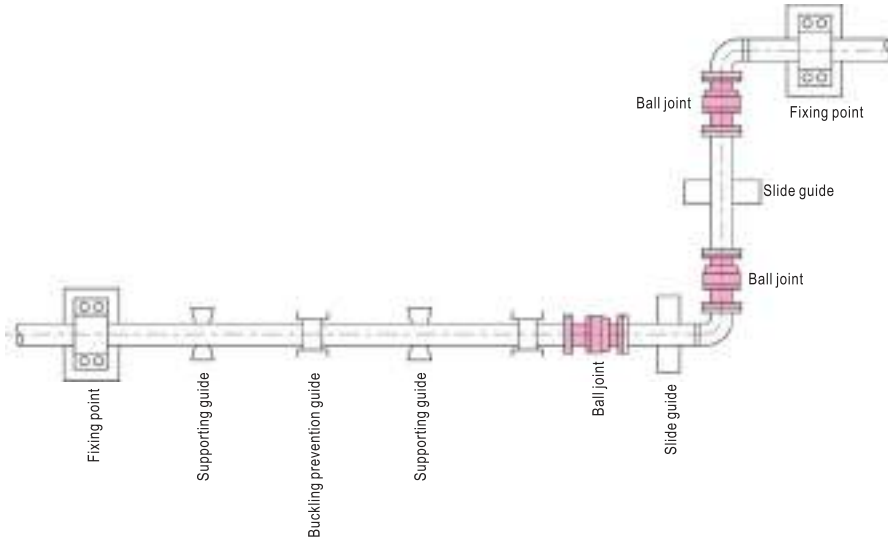 Ball joint
Fixing point
Slide guide
Ball joint
Fixing point
Supporting guide
Buckling prevention guide
Supporting guide
Ball joint
Slide guide